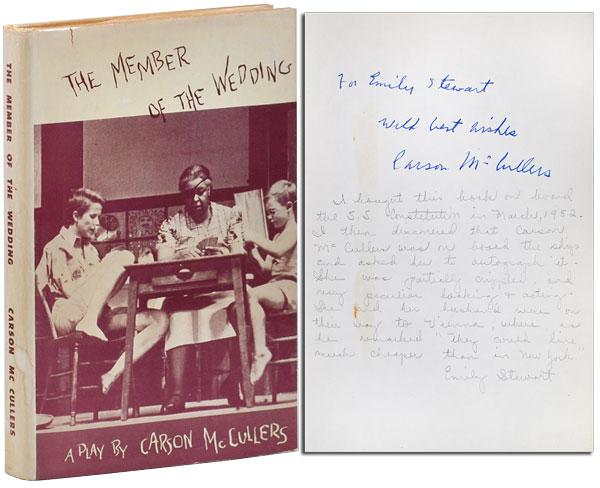 THE MEMBER OF THE WEDDING
CARSON MC CULLERS
THE MEMBER
OF THE WEDDING
A PLAY BY CARSON McCULLERS
For Emily Stewart
Wild best wishes
Carson McCullers
I bought this book on board
the S.S. Constitution in March, 1952.
I then discovered that Carson
McCullers was on board the ship
and asked her to autograph it.
She was partially crippled and
very peculiar looking & acting.
She and her husband were on
their way to Vienna, where as
he remarked "they could live
much cheaper than in New York"
Emily Stewart